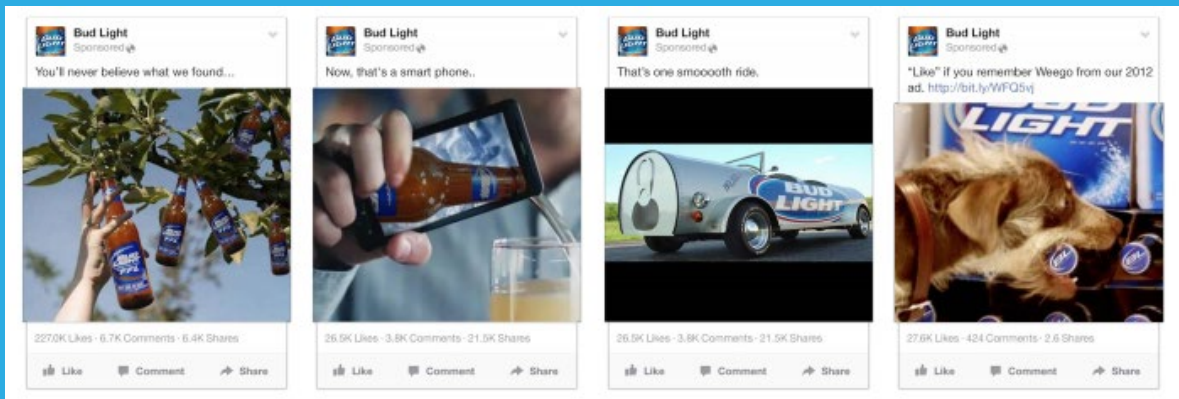 Bud Light
Sponsored
You'll never believe what we found...
BUD LIGHT
227.0K Likes · 6.7K Comments · 6.4K Shares
Like Comment Share
Bud Light
Sponsored
Now, that's a smart phone..
26.5K Likes · 3.8K Comments · 21.5K Shares
Like Comment Share
Bud Light
Sponsored
That's one smooooth ride.
BUD
LIGHT
26.5K Likes · 3.8K Comments · 21.5K Shares
Like Comment Share
Bud Light
Sponsored
"Like" if you remember Weego from our 2012
ad. http://bit.ly/WFQ5vj
BUD
LIGHT
27.6K Likes · 424 Comments · 2.6 Shares
Like Comment Share